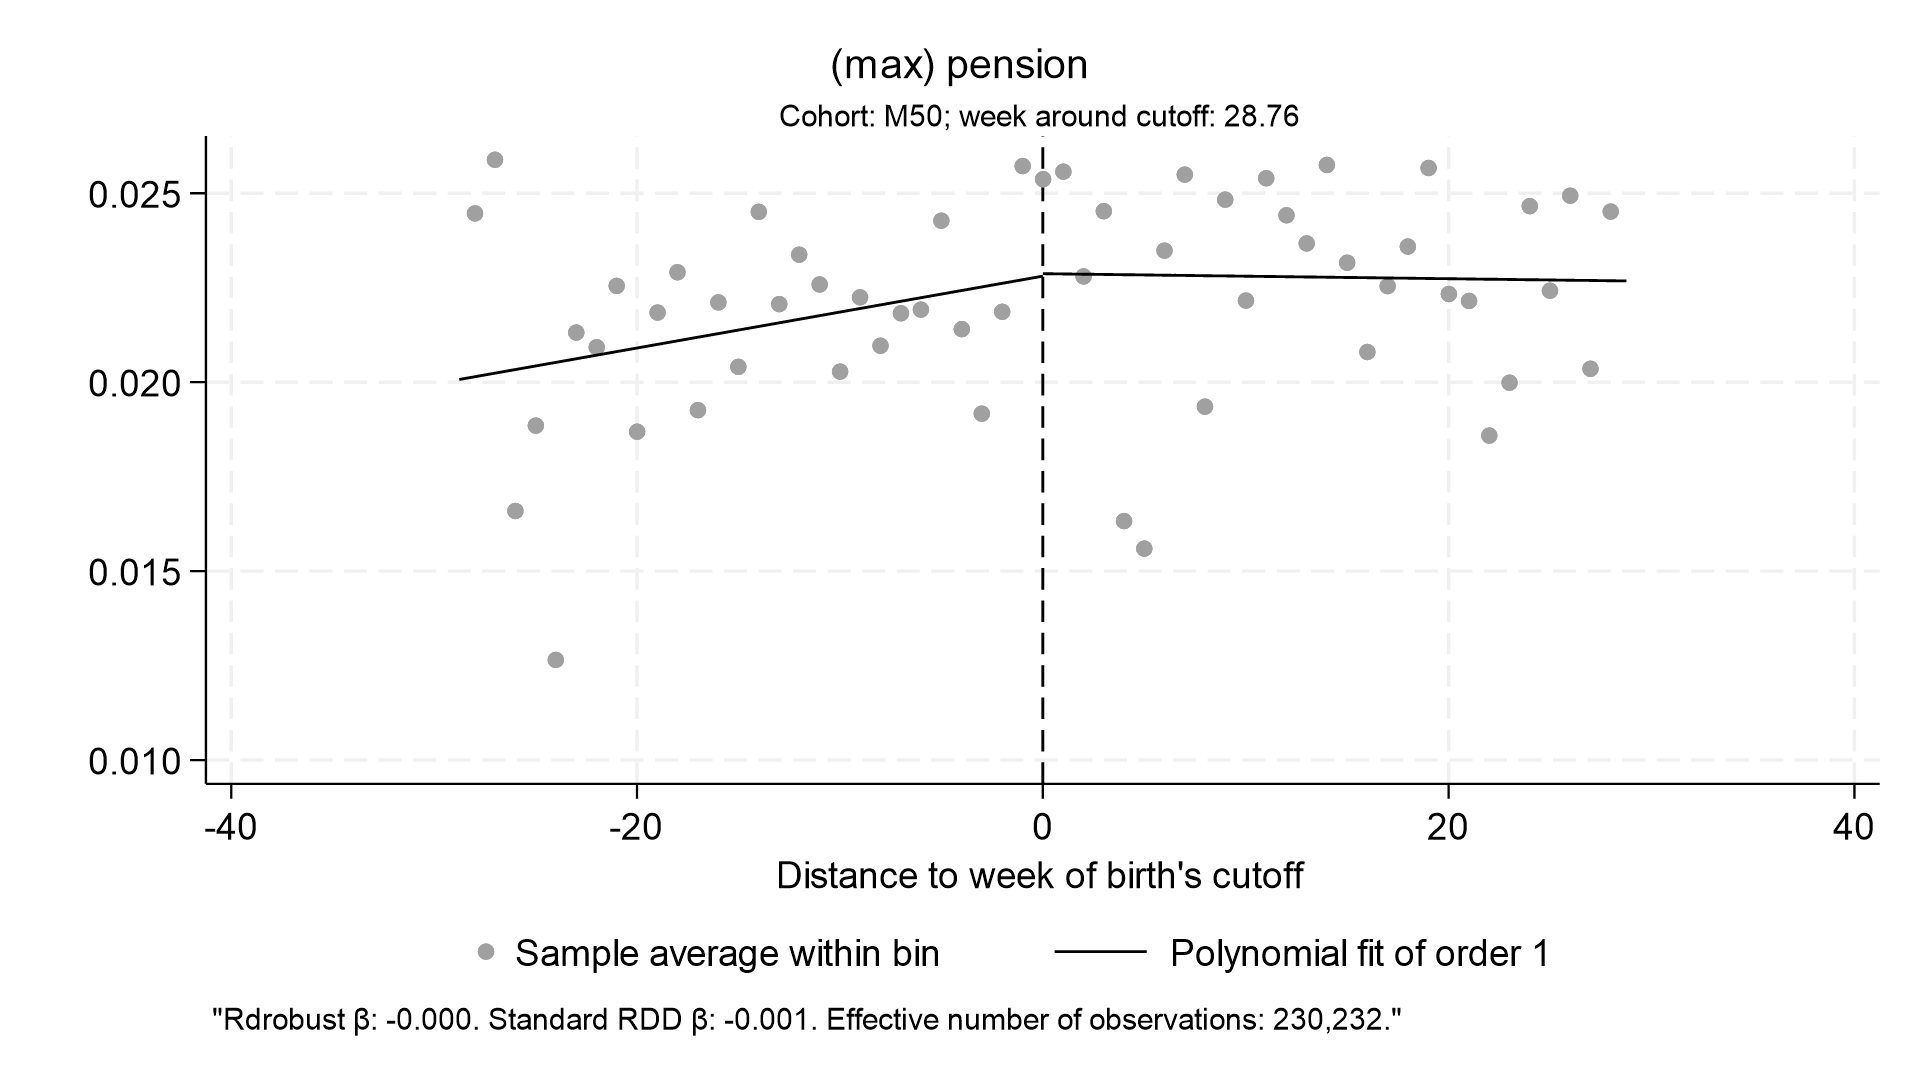 (max) pension
Cohort: M50; week around cutoff: 28.76
0.025
0.020
0.015
0.010
-40 -20 0 20 40
Distance to week of birth's cutoff
Sample average within bin Polynomial fit of order 1
"Rdrobust β: -0.000. Standard RDD β: -0.001. Effective number of observations: 230,232."